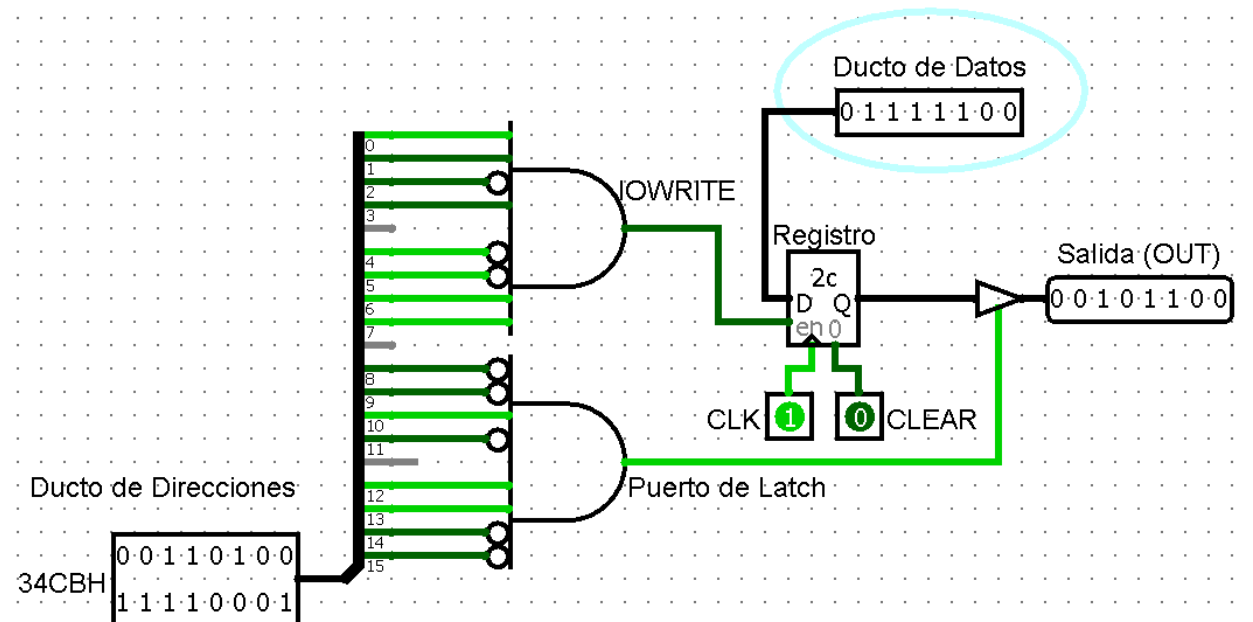 Ducto de Datos
0 1 1 1 1 1 0 0
0
1
2
3
4
5
6
7
8
9
10
11
12
13
14
15
IOWRITE
Registro
2c
D Q
en 0
Salida (OUT)
0 0 1 0 1 1 0 0
CLK 1
0 CLEAR
Puerto de Latch
Ducto de Direcciones
34CBH
0 0 1 1 0 1 0 0
1 1 1 1 0 0 0 1